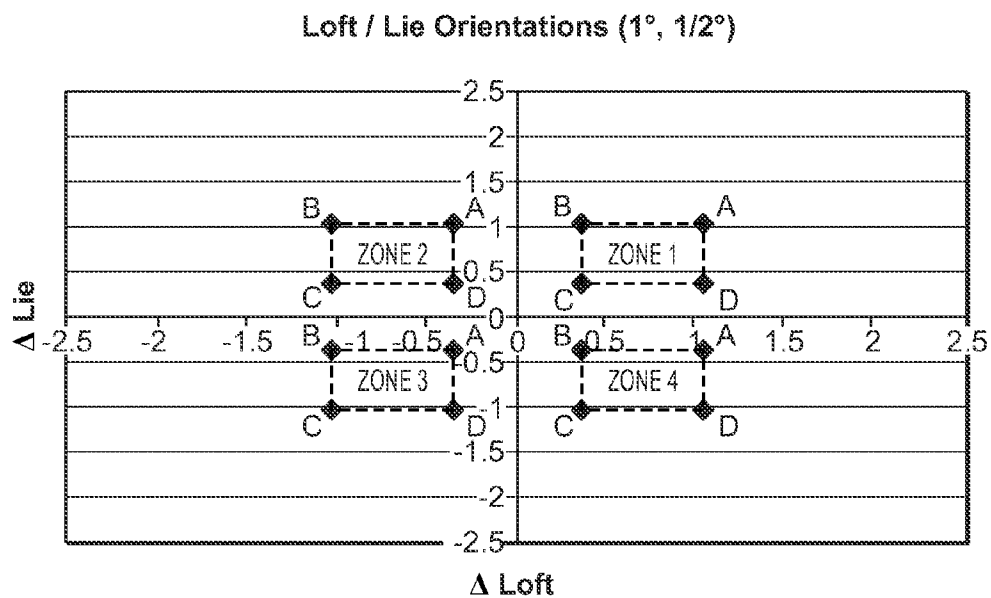 Loft / Lie Orientations (1°, 1/2°)
2.5
2
1.5
B A B A
1
ZONE 2 ZONE 1
0.5
C D C D
0
Δ Lie
-2.5 -2 -1.5 -1 -0.5 0 0.5 1 1.5 2 2.5
B A B A
-0.5
ZONE 3 ZONE 4
-1
C D C D
-1.5
-2
-2.5
Δ Loft